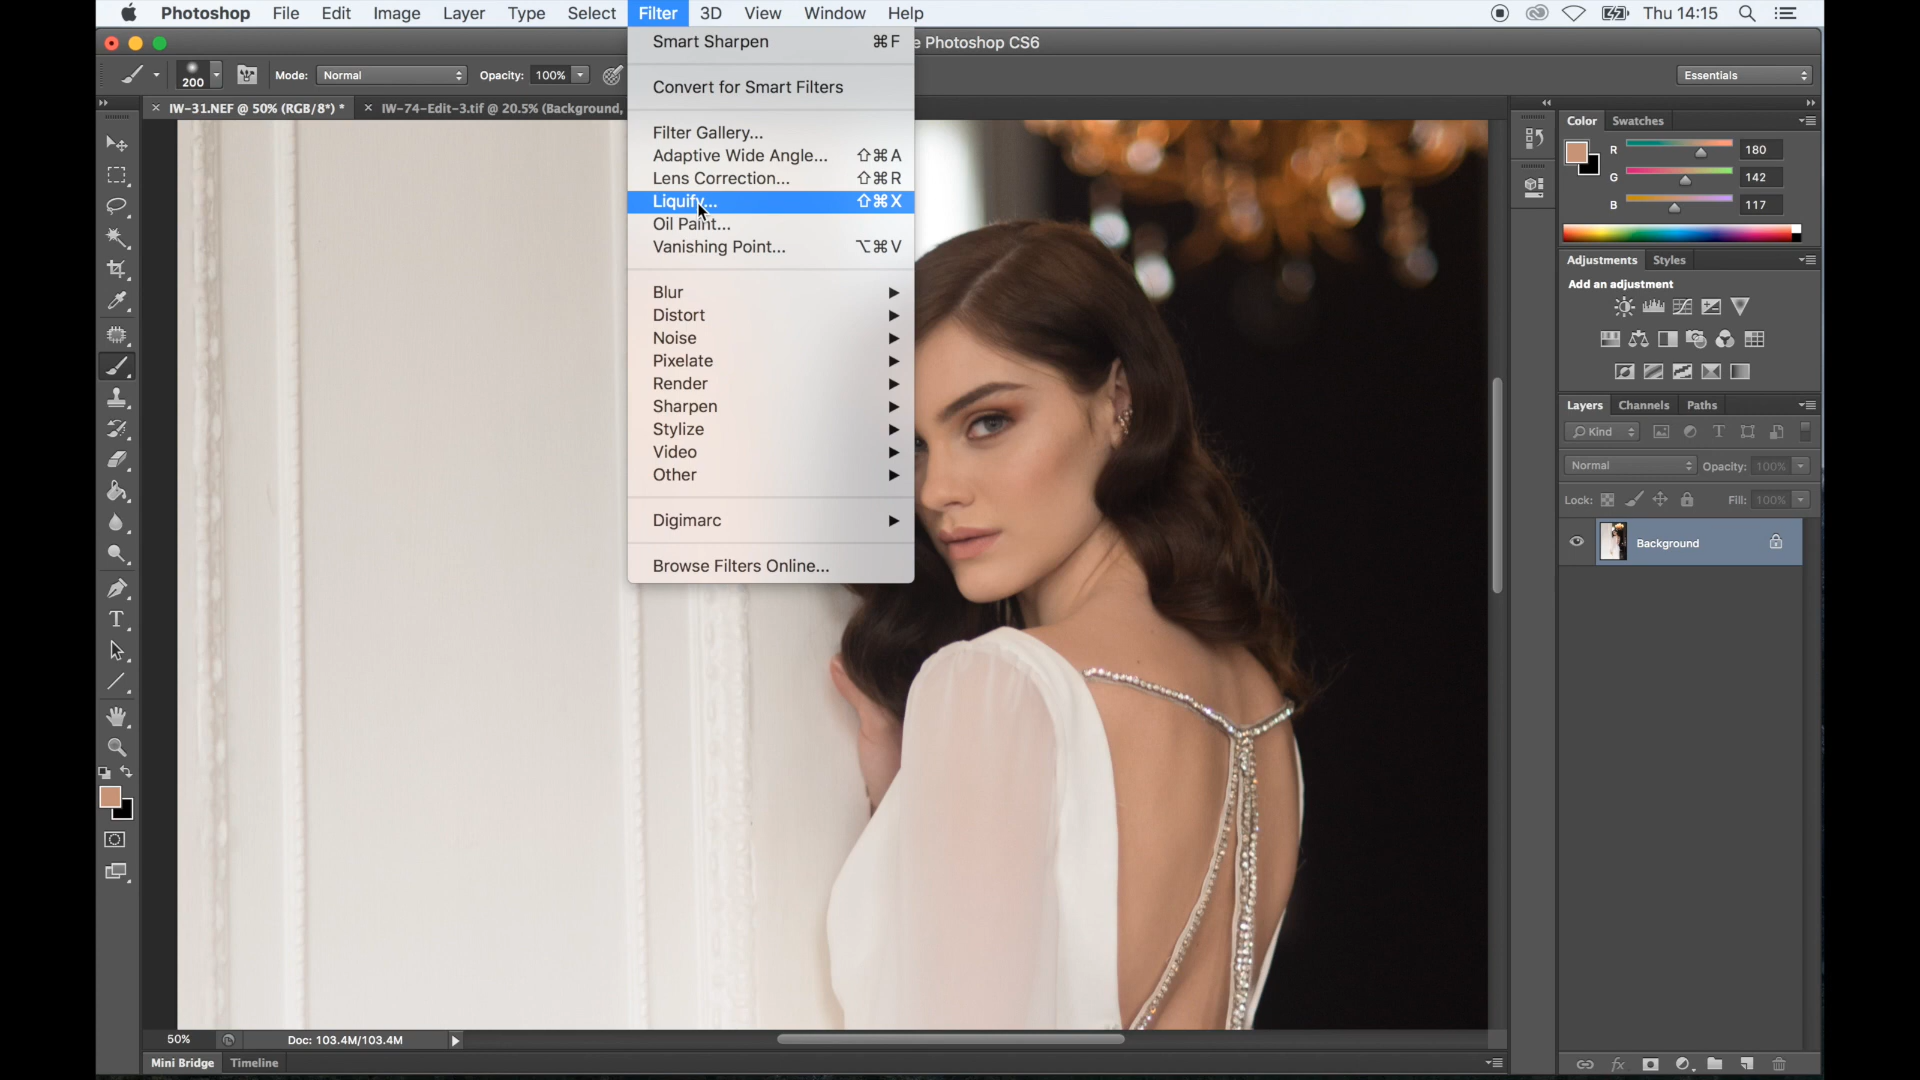 Photoshop File Edit Image Layer Type Select Filter 3D View Window Help Thu 14:15
e Photoshop CS6
200 Mode: Normal Opacity: 100% Essentials
× IW-31.NEF @ 50% (RGB/8*) * × IW-74-Edit-3.tif @ 20.5% (Background,
Smart Sharpen ⌘F
Convert for Smart Filters
Filter Gallery...
Adaptive Wide Angle... ⇧⌘A
Lens Correction... ⇧⌘R
Liquify... ⇧⌘X
Oil Paint...
Vanishing Point... ⌥⌘V
Blur
Distort
Noise
Pixelate
Render
Sharpen
Stylize
Video
Other
Digimarc
Browse Filters Online...
Color Swatches
R 180
G 142
B 117
Adjustments Styles
Add an adjustment
Layers Channels Paths
Kind
Normal Opacity: 100%
Lock: Fill: 100%
Background
50% Doc: 103.4M/103.4M
Mini Bridge Timeline